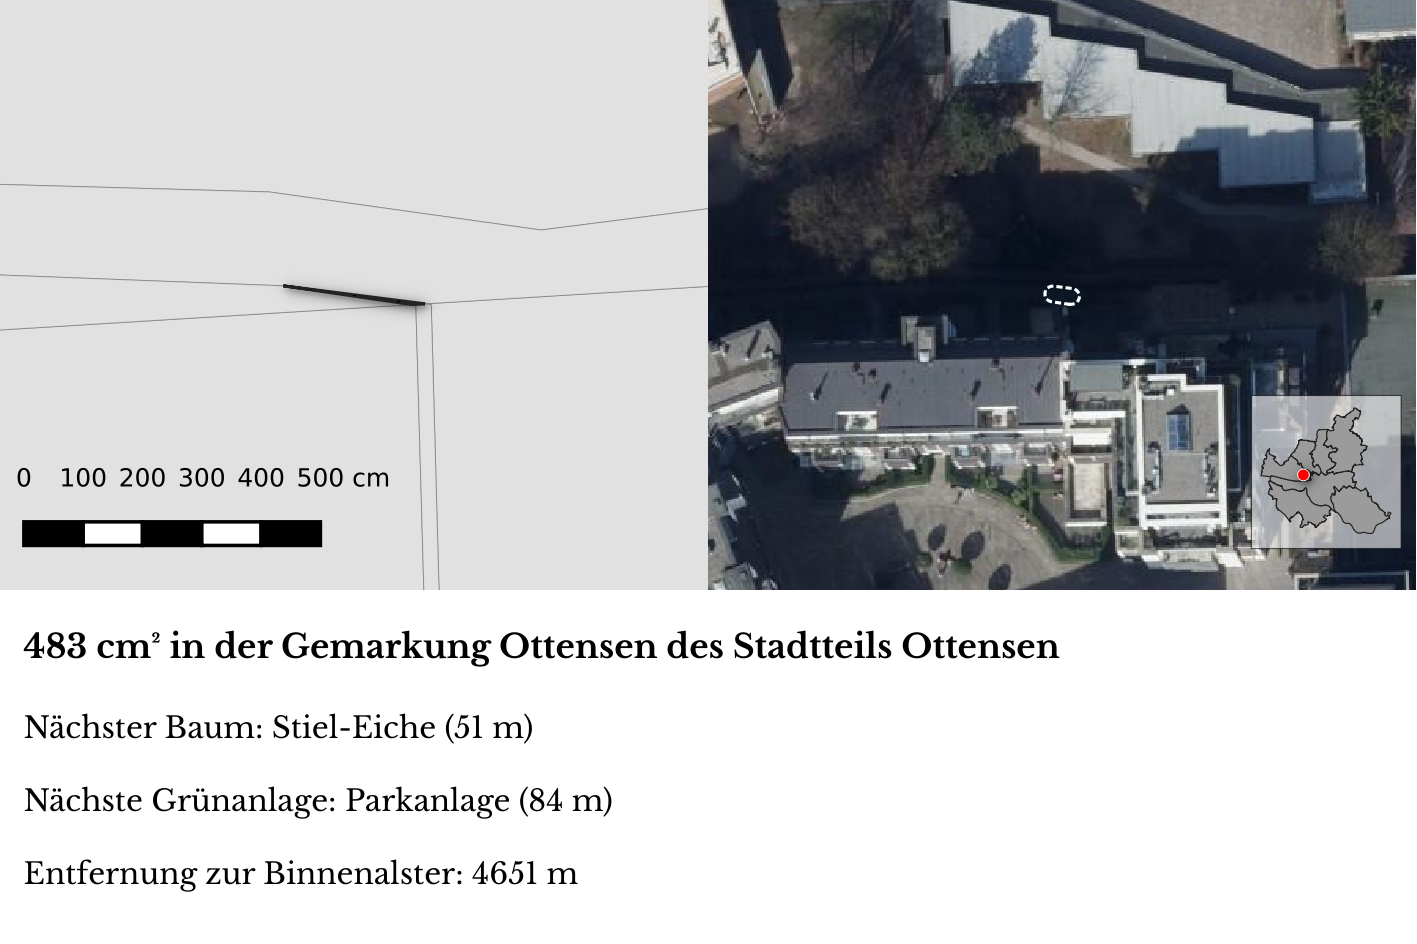 0 100 200 300 400 500 cm
483 cm² in der Gemarkung Ottensen des Stadtteils Ottensen
Nächster Baum: Stiel-Eiche (51 m)
Nächste Grünanlage: Parkanlage (84 m)
Entfernung zur Binnenalster: 4651 m